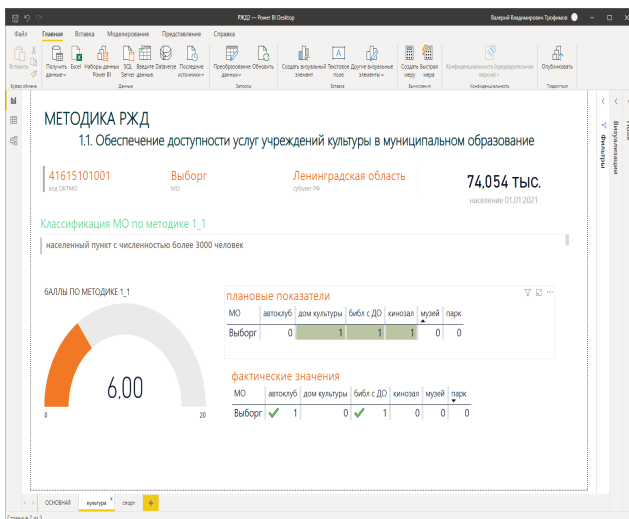 РЖД2 — Power BI Desktop
Валерий Владимирович Трофимов
Файл Главная Вставка Моделирование Представление Справка
Вставить
Получить данные
Excel
Наборы данных Power BI
SQL Server
Введите данные
Dataverse
Последние источники
Преобразование данных
Обновить
Создать визуальный элемент
Текстовое поле
Другие визуальные элементы
Создать меру
Быстрая мера
Конфиденциальность (предварительная версия)
Опубликовать
Буфер обмена
Данные
Запросы
Вставка
Вычисления
Конфиденциальность
Поделиться
МЕТОДИКА РЖД
1.1. Обеспечение доступности услуг учреждений культуры в муниципальном образование
41615101001 Выборг Ленинградская область 74,054 тыс.
код ОКТМО МО субъект РФ население 01.01.2021
Классификация МО по методике 1_1
населенный пункт с численностью более 3000 человек
БАЛЛЫ ПО МЕТОДИКЕ 1_1
6,00
0 20
плановые показатели
МО автоклуб дом культуры библ с ДО кинозал музей парк
Выборг 0 1 1 1 0 0
фактические значения
МО автоклуб дом культуры библ с ДО кинозал музей парк
Выборг 1 0 1 0 0 0
Фильтры
Визуализации
ОСНОВНАЯ культура спорт
Страница 2 из 3